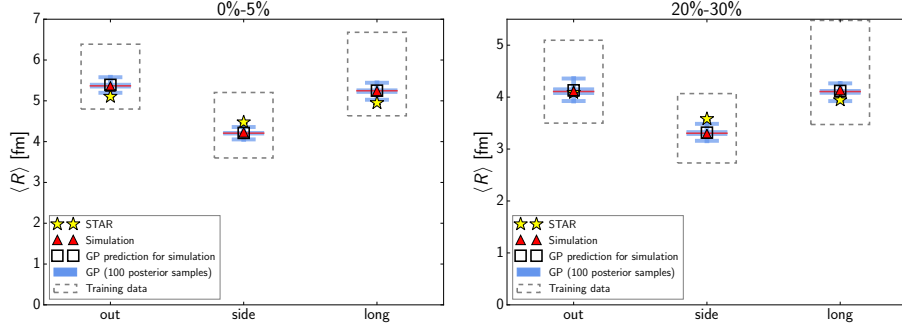 0%-5%
7
6
5
4
3
2
1
0
⟨R⟩ [fm]
STAR
Simulation
GP prediction for simulation
GP (100 posterior samples)
Training data
out
side
long
20%-30%
5
4
3
2
1
0
⟨R⟩ [fm]
STAR
Simulation
GP prediction for simulation
GP (100 posterior samples)
Training data
out
side
long